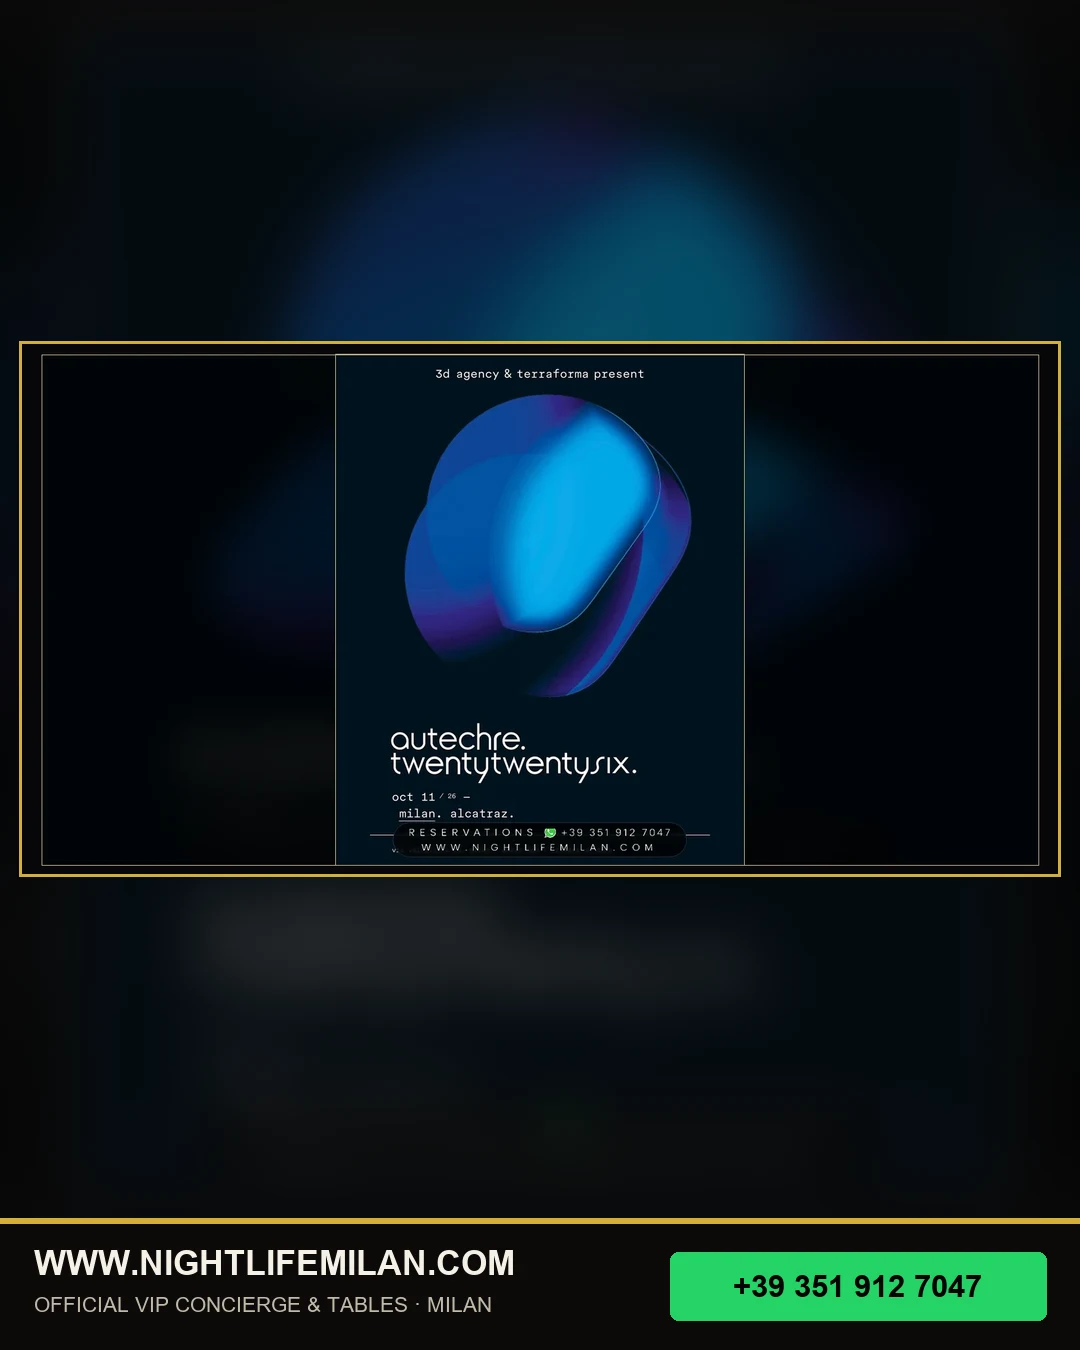 3d agency & terraforma present
autechre.
twentytwentysix.
oct 11 / 26 –
milan. alcatraz.
RESERVATIONS +39 351 912 7047
WWW.NIGHTLIFEMILAN.COM
WWW.NIGHTLIFEMILAN.COM
OFFICIAL VIP CONCIERGE & TABLES · MILAN
+39 351 912 7047